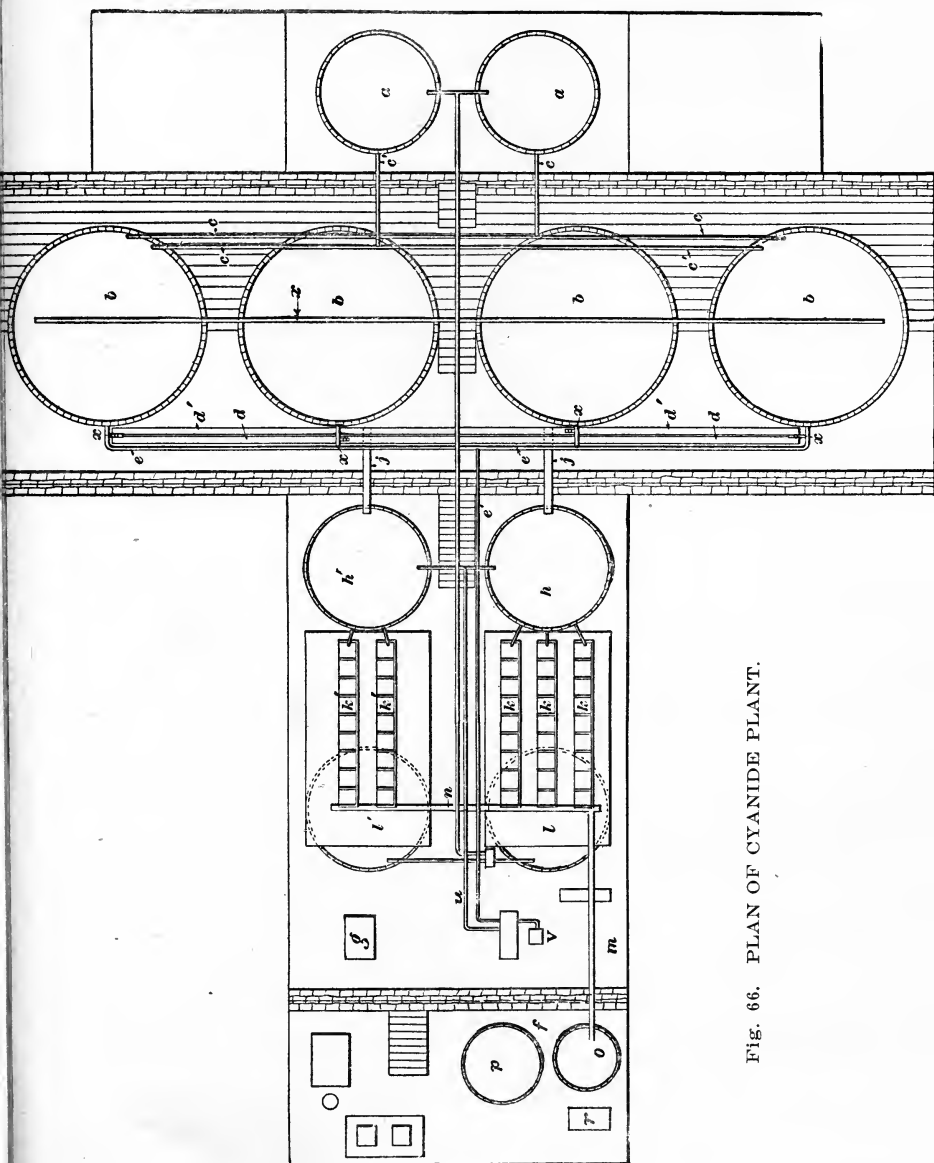 a
a
c'
c
c
c'
c
c'
b
b
b
b
x
x
d'
d
x
d'
d
x
e
x
j
e
j
e'
h'
h
k'
k'
k
k
k
n
l'
l
u
g
V
m
p
f
o
r
Fig. 66. PLAN OF CYANIDE PLANT.